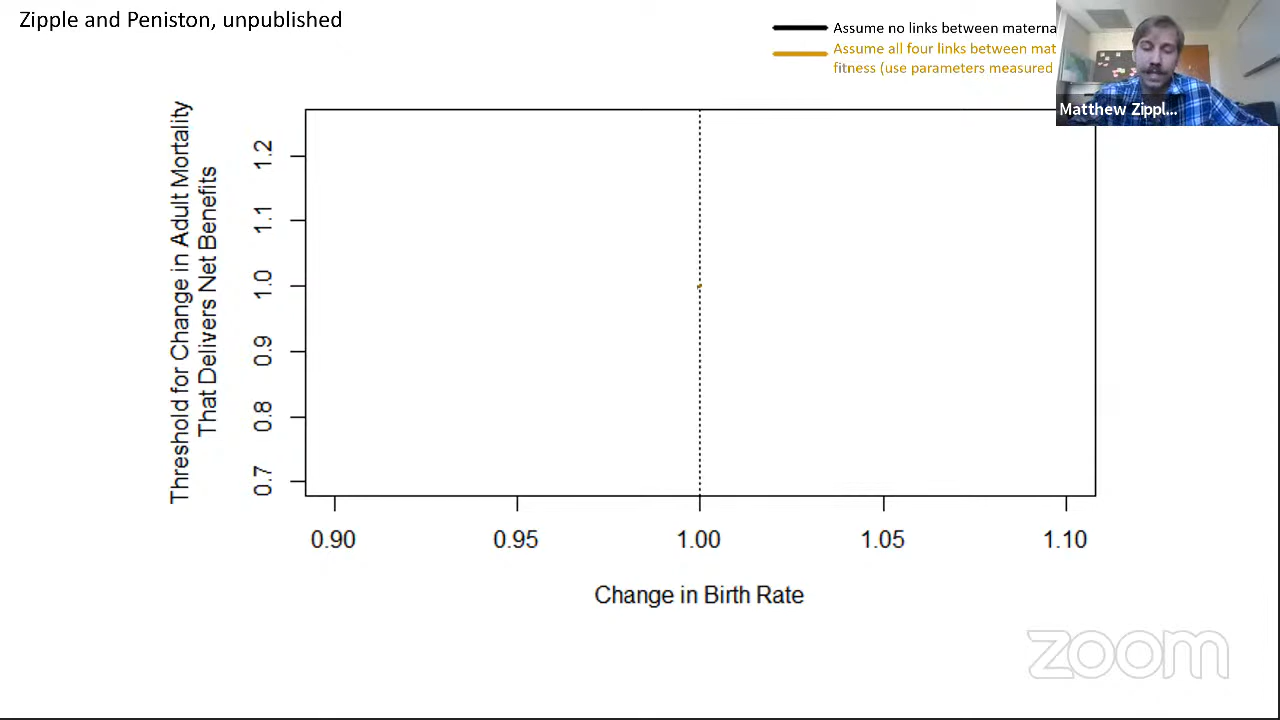 Zipple and Peniston, unpublished
Assume no links between materna
Assume all four links between mat
fitness (use parameters measured
Matthew Zippl...
Threshold for Change in Adult Mortality
That Delivers Net Benefits
1.2
1.1
1.0
0.9
0.8
0.7
0.90
0.95
1.00
1.05
1.10
Change in Birth Rate
zoom